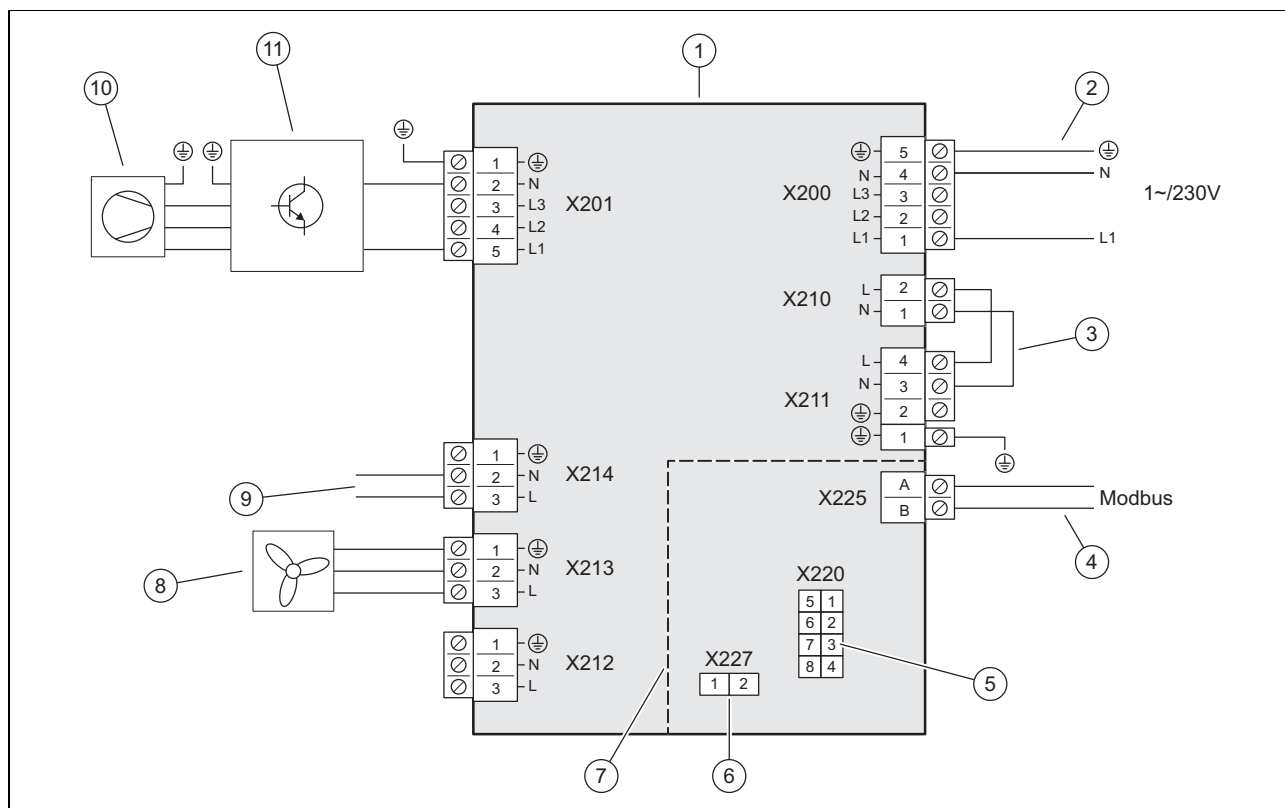 11
1
10
2
1
2 N
3 L3
4 L2
5 L1
X201
X200
5
N 4
L3 3
L2 2
L1 1
N
1~/230V
L1
X210
L 2
N 1
3
X211
L 4
N 3
2
1
X214
1
2 N
3 L
9
X225
A
B
Modbus
4
X213
1
2 N
3 L
8
X220
5 1
6 2
7 3
8 4
5
X212
1
2 N
3 L
X227
1 2
7
6